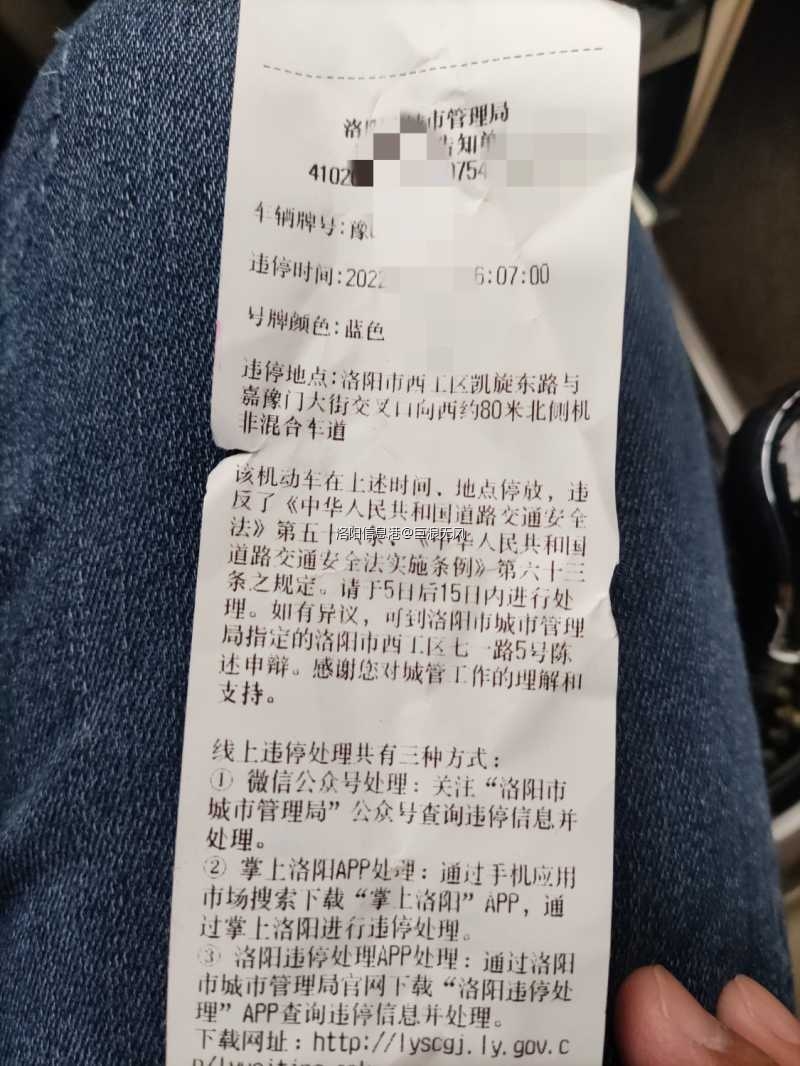 洛 市管理局
告知单
4102 0754
车辆牌号:豫
违停时间:2022 6:07:00
号牌颜色:蓝色
违停地点:洛阳市西工区凯旋东路与
嘉豫门大街交叉口向西约80米北侧机
非混合车道
该机动车在上述时间、地点停放，违
反了《中华人民共和国道路交通安全
法》第五十 条、《中华人民共和国
洛阳信息港@巨浪无风
道路交通安全法实施条例》第六十三
条之规定。请于5日后15日内进行处
理。如有异议，可到洛阳市城市管理
局指定的洛阳市西工区七一路5号陈
述申辩。感谢您对城管工作的理解和
支持。
线上违停处理共有三种方式：
① 微信公众号处理：关注“洛阳市
城市管理局”公众号查询违停信息并
处理。
② 掌上洛阳APP处理：通过手机应用
市场搜索下载“掌上洛阳”APP，通
过掌上洛阳进行违停处理。
③ 洛阳违停处理APP处理：通过洛阳
市城市管理局官网下载“洛阳违停处
理”APP查询违停信息并处理。
下载网址：http://lyscgj.ly.gov.c